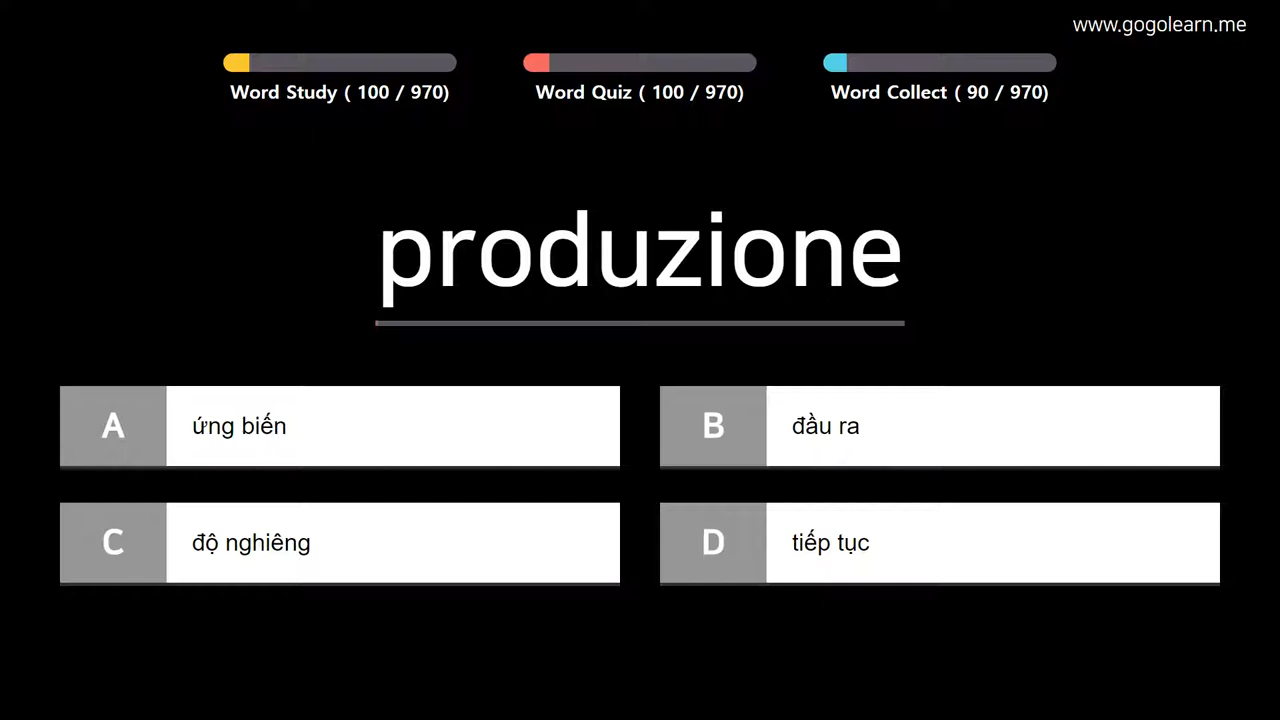 www.gogolearn.me
Word Study ( 100 / 970)
Word Quiz ( 100 / 970)
Word Collect ( 90 / 970)
produzione
A ứng biến
B đầu ra
C độ nghiêng
D tiếp tục